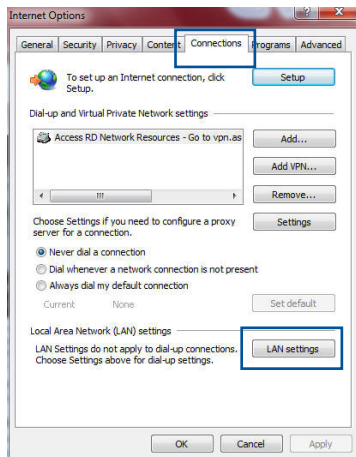 Internet Options
General Security Privacy Content Connections Programs Advanced
To set up an Internet connection, click
Setup.
Setup
Dial-up and Virtual Private Network settings
Access RD Network Resources - Go to vpn.as
Add...
Add VPN...
Remove...
Choose Settings if you need to configure a proxy
server for a connection.
Settings
Never dial a connection
Dial whenever a network connection is not present
Always dial my default connection
Current None
Set default
Local Area Network (LAN) settings
LAN Settings do not apply to dial-up connections.
Choose Settings above for dial-up settings.
LAN settings
OK Cancel Apply